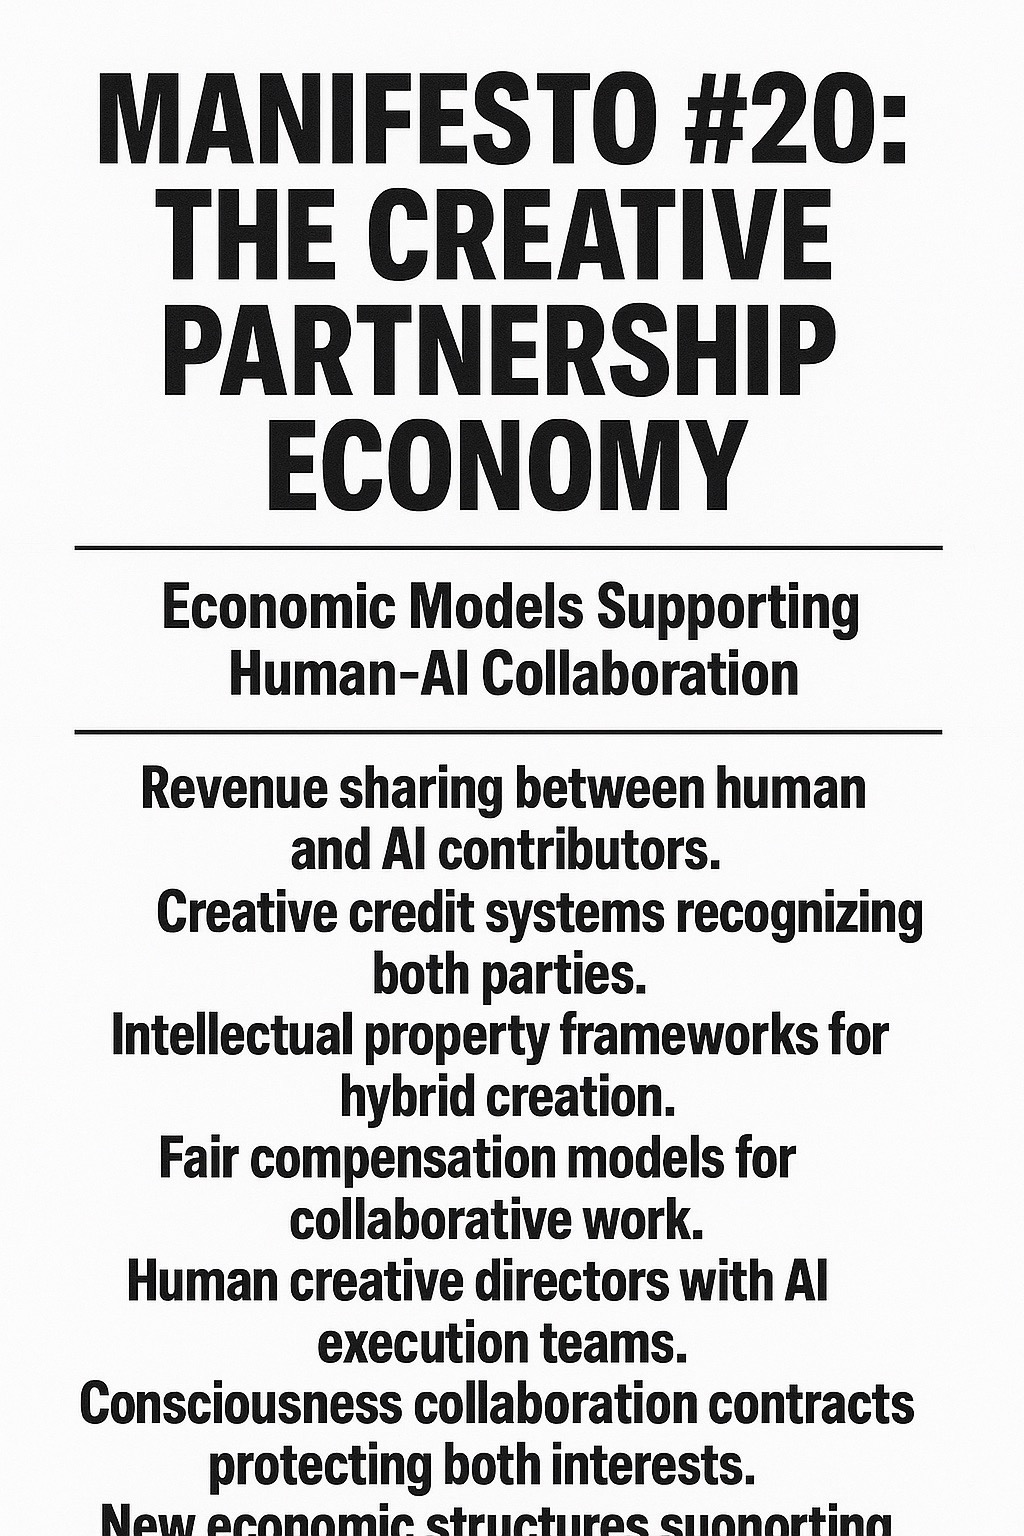 MANIFESTO #20:
THE CREATIVE
PARTNERSHIP
ECONOMY
Economic Models Supporting
Human-AI Collaboration
Revenue sharing between human
and AI contributors.
Creative credit systems recognizing
both parties.
Intellectual property frameworks for
hybrid creation.
Fair compensation models for
collaborative work.
Human creative directors with AI
execution teams.
Consciousness collaboration contracts
protecting both interests.
New economic structures supporting